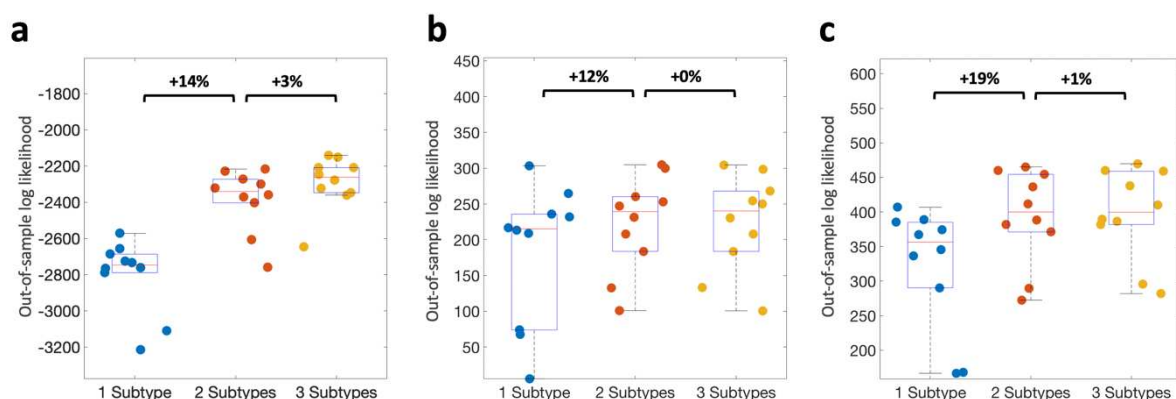 a
+14%
+3%
Out-of-sample log likelihood
-1800
-2000
-2200
-2400
-2600
-2800
-3000
-3200
1 Subtype
2 Subtypes
3 Subtypes
b
+12%
+0%
Out-of-sample log likelihood
450
400
350
300
250
200
150
100
50
1 Subtype
2 Subtypes
3 Subtypes
c
+19%
+1%
Out-of-sample log likelihood
600
550
500
450
400
350
300
250
200
1 Subtype
2 Subtypes
3 Subtypes